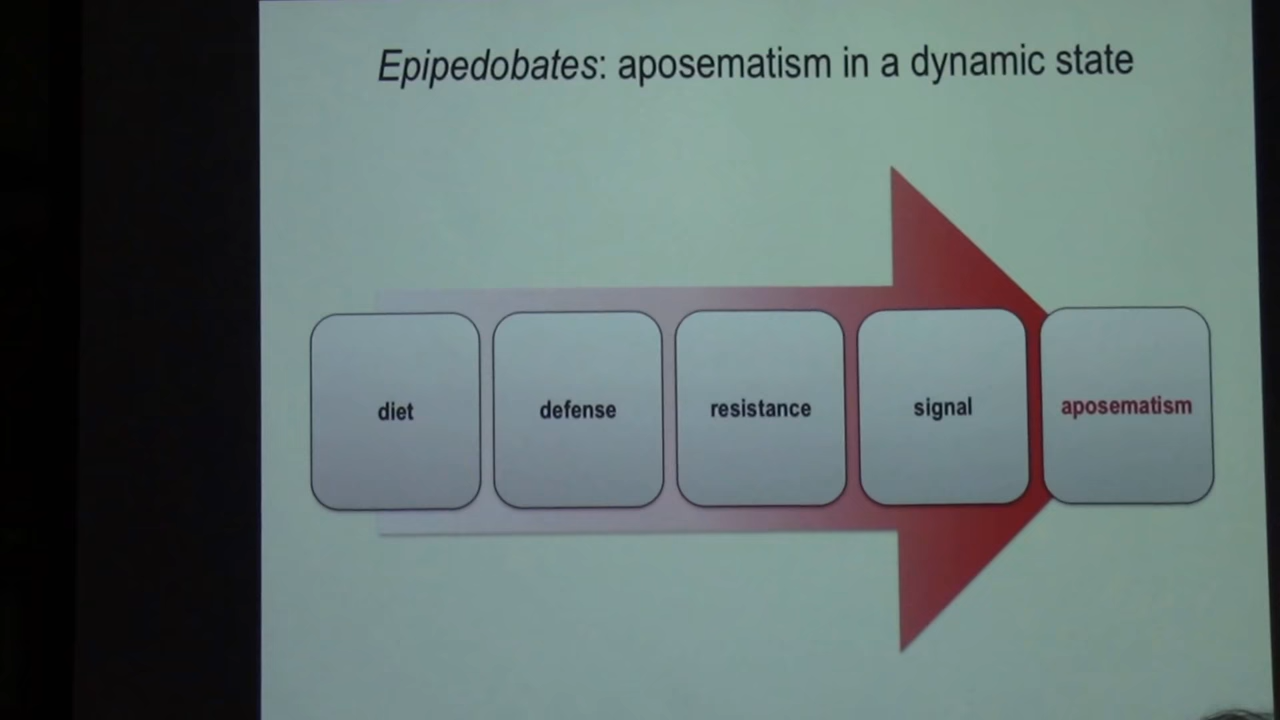 Epipedobates: aposematism in a dynamic state
diet
defense
resistance
signal
aposematism